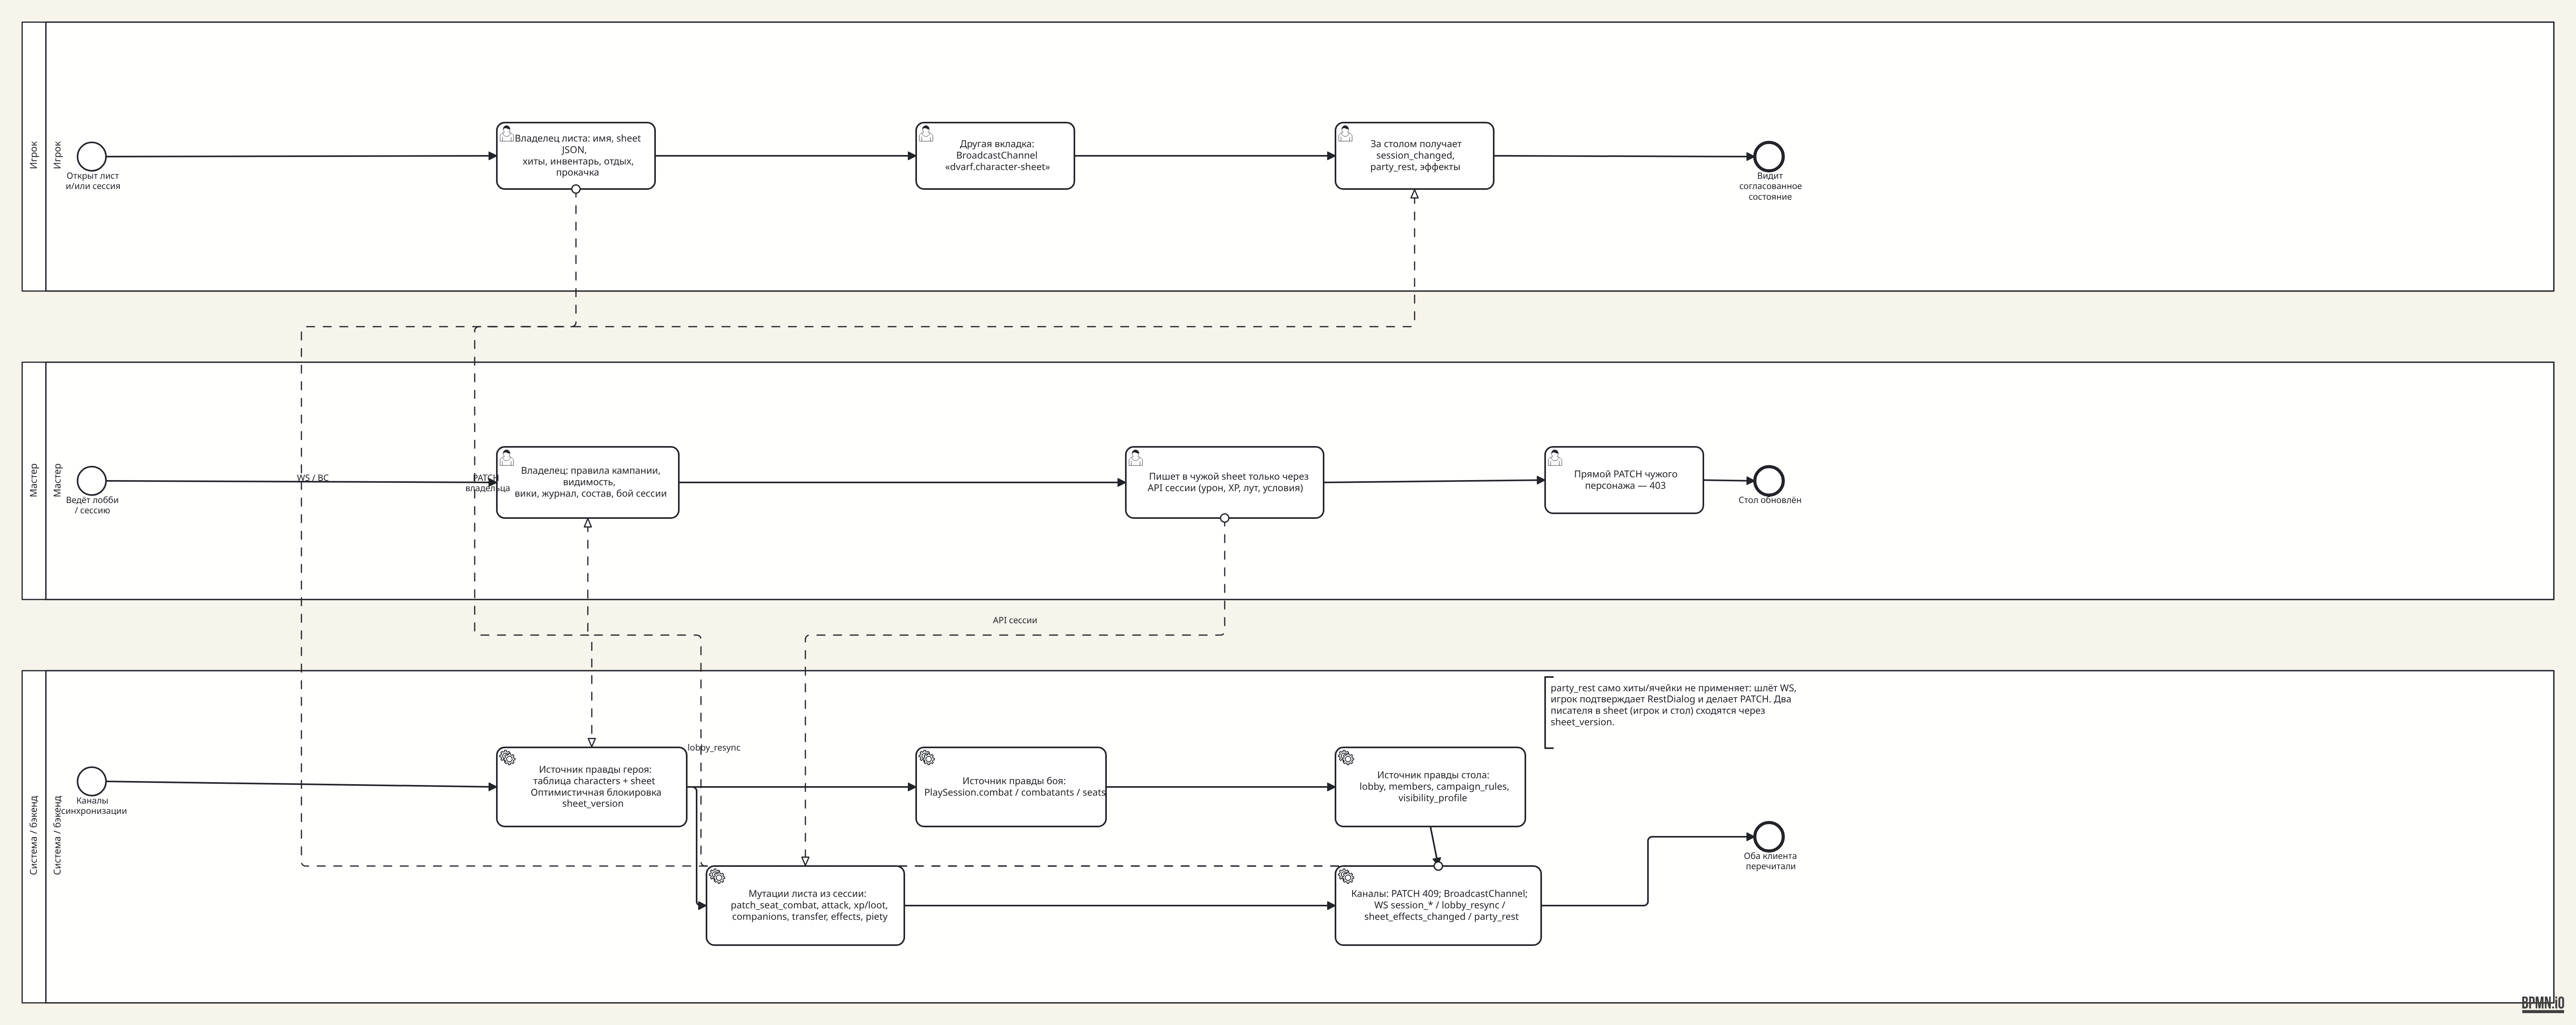 Игрок
Игрок
Открыт лист
и/или сессия
Владелец листа: имя, sheet
JSON,
хиты, инвентарь, отдых,
прокачка
Другая вкладка:
BroadcastChannel
«dvarf.character-sheet»
За столом получает
session_changed,
party_rest, эффекты
Видит
согласованное
состояние
Мастер
Мастер
Ведёт лобби
/ сессию
WS / BC
PATCH
владельца
Владелец: правила кампании,
видимость,
вики, журнал, состав, бой сессии
Пишет в чужой sheet только через
API сессии (урон, XP, лут, условия)
Прямой PATCH чужого
персонажа — 403
Стол обновлён
API сессии
Система / бэкенд
Система / бэкенд
Каналы
синхронизации
Источник правды героя:
таблица characters + sheet
Оптимистичная блокировка
sheet_version
lobby_resync
Источник правды боя:
PlaySession.combat / combatants / seats
Источник правды стола:
lobby, members, campaign_rules,
visibility_profile
party_rest само хиты/ячейки не применяет: шлёт WS,
игрок подтверждает RestDialog и делает PATCH. Два
писателя в sheet (игрок и стол) сходятся через
sheet_version.
Мутации листа из сессии:
patch_seat_combat, attack, xp/loot,
companions, transfer, effects, piety
Каналы: PATCH 409; BroadcastChannel;
WS session_* / lobby_resync /
sheet_effects_changed / party_rest
Оба клиента
перечитали
BPMN.iO